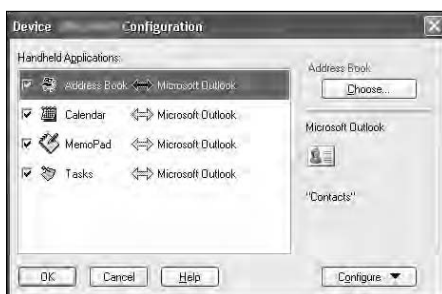 Device Configuration
Handheld Applications:
Address Book Microsoft Outlook
Calendar Microsoft Outlook
MemoPad Microsoft Outlook
Tasks Microsoft Outlook
Address Book
Choose...
Microsoft Outlook
"Contacts"
OK Cancel Help Configure